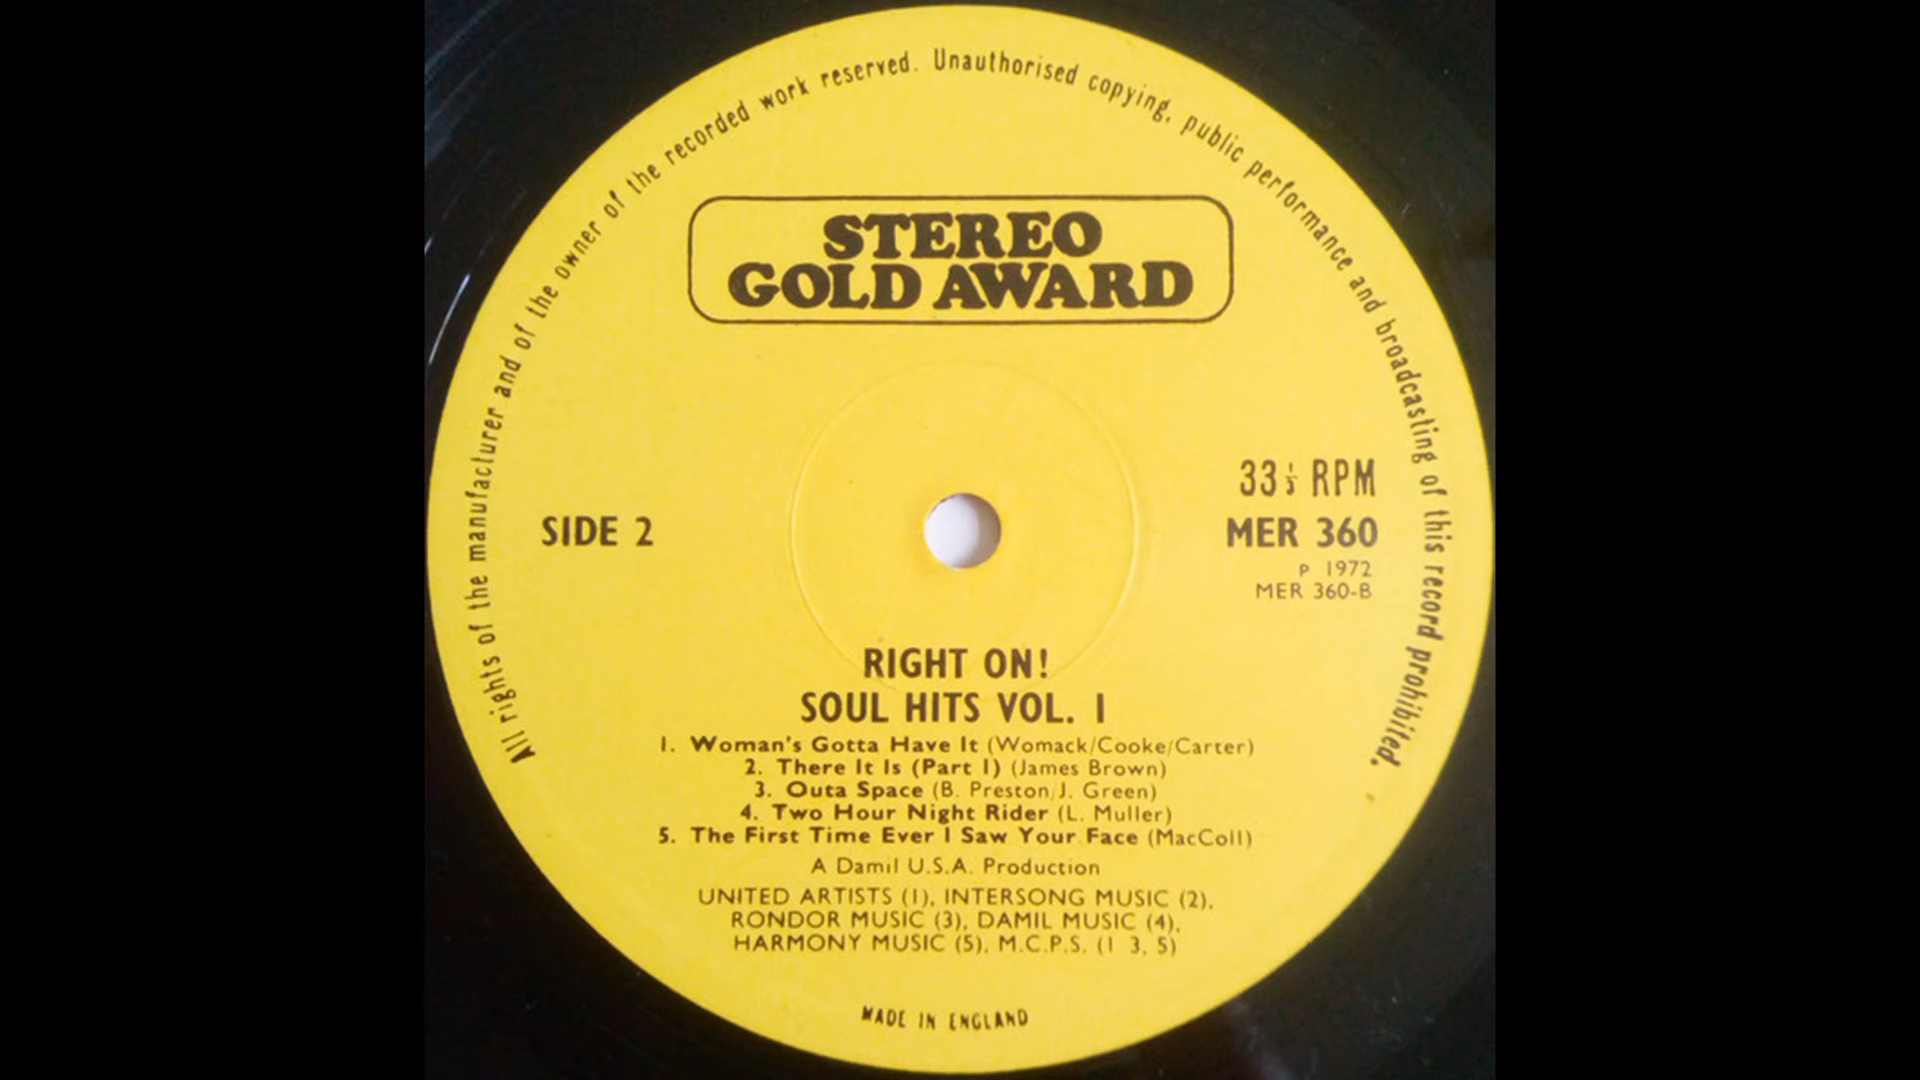 All rights of the manufacturer and of the owner of the recorded work reserved. Unauthorised copying, public performance and broadcasting of this record prohibited.
STEREO
GOLD AWARD
33⅓ RPM
SIDE 2
MER 360
P 1972
MER 360-B
RIGHT ON!
SOUL HITS VOL. 1
1. Woman's Gotta Have It (Womack/Cooke/Carter)
2. There It Is (Part 1) (James Brown)
3. Outa Space (B. Preston/J. Green)
4. Two Hour Night Rider (L. Muller)
5. The First Time Ever I Saw Your Face (MacColl)
A Damil U.S.A. Production
UNITED ARTISTS (1), INTERSONG MUSIC (2),
RONDOR MUSIC (3), DAMIL MUSIC (4),
HARMONY MUSIC (5), M.C.P.S. (1 3, 5)
MADE IN ENGLAND